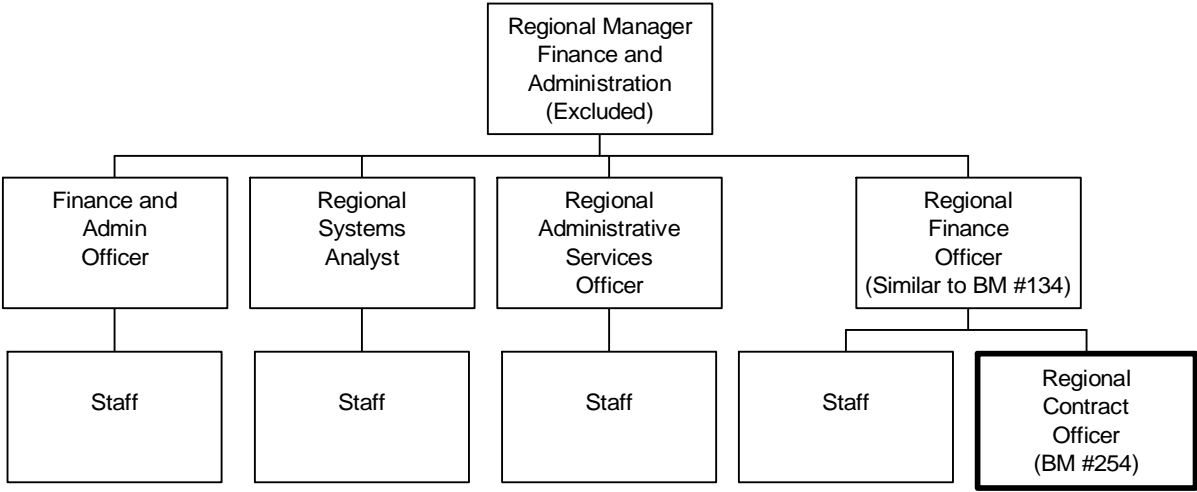 Regional Manager
Finance and
Administration
(Excluded)
Finance and
Admin
Officer
Regional
Systems
Analyst
Regional
Administrative
Services
Officer
Regional
Finance
Officer
(Similar to BM #134)
Staff
Staff
Staff
Staff
Regional
Contract
Officer
(BM #254)